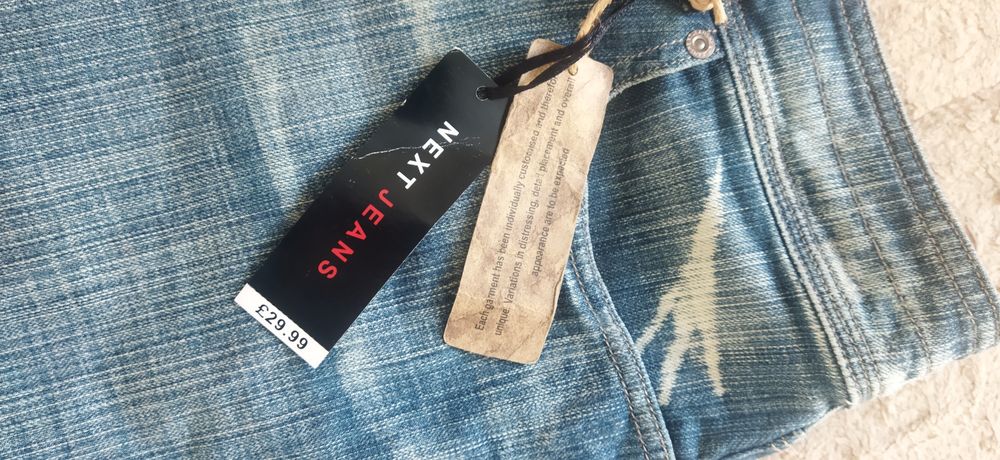 NEXT JEANS
£29.99
Each garment has been individually customised and therefore
unique. Variations in distressing, detail placement and overall
appearance are to be expected